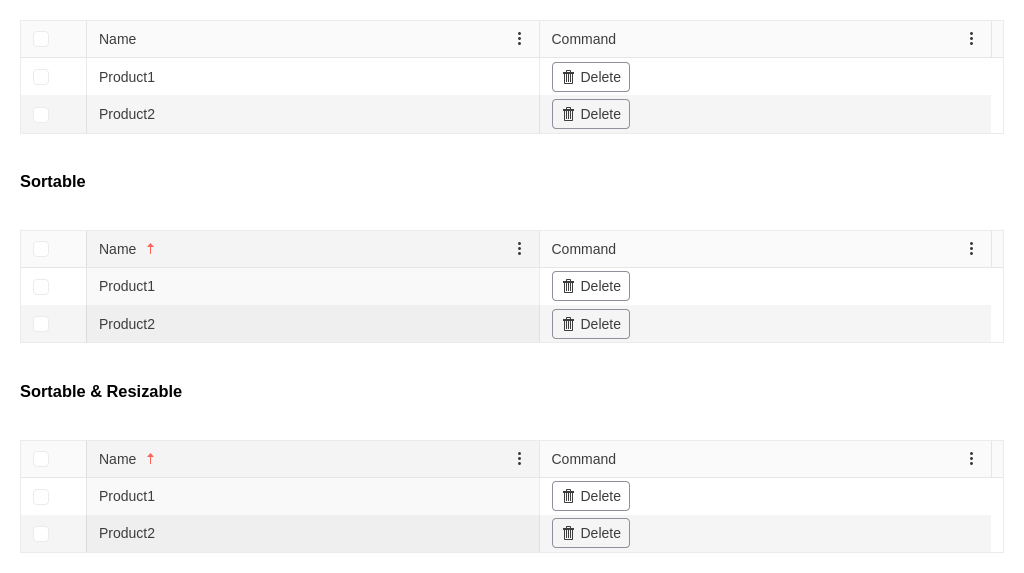 Name Command
Product1 Delete
Product2 Delete
Sortable
Name Command
Product1 Delete
Product2 Delete
Sortable & Resizable
Name Command
Product1 Delete
Product2 Delete